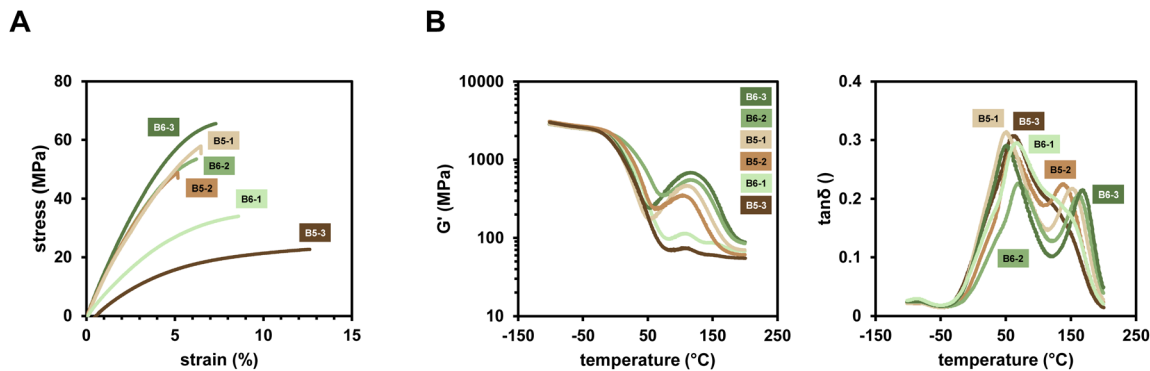 A
B
stress (MPa)
80
60
40
20
0
0
5
10
15
strain (%)
B6-3
B5-1
B6-2
B5-2
B6-1
B5-3
G' (MPa)
10000
1000
100
10
-150
-50
50
150
250
temperature (°C)
B6-3
B6-2
B5-1
B5-2
B6-1
B5-3
tanδ ()
0.4
0.3
0.2
0.1
0
-150
-50
50
150
250
temperature (°C)
B5-1
B5-3
B6-1
B5-2
B6-3
B6-2